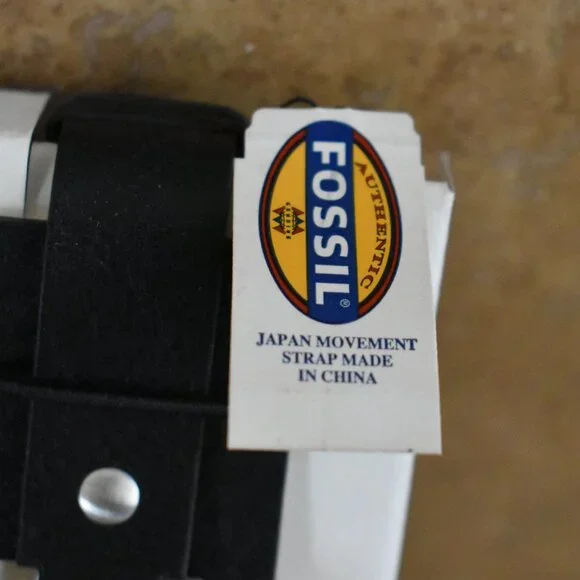 AUTHENTIC
FOSSIL®
JAPAN MOVEMENT
STRAP MADE
IN CHINA